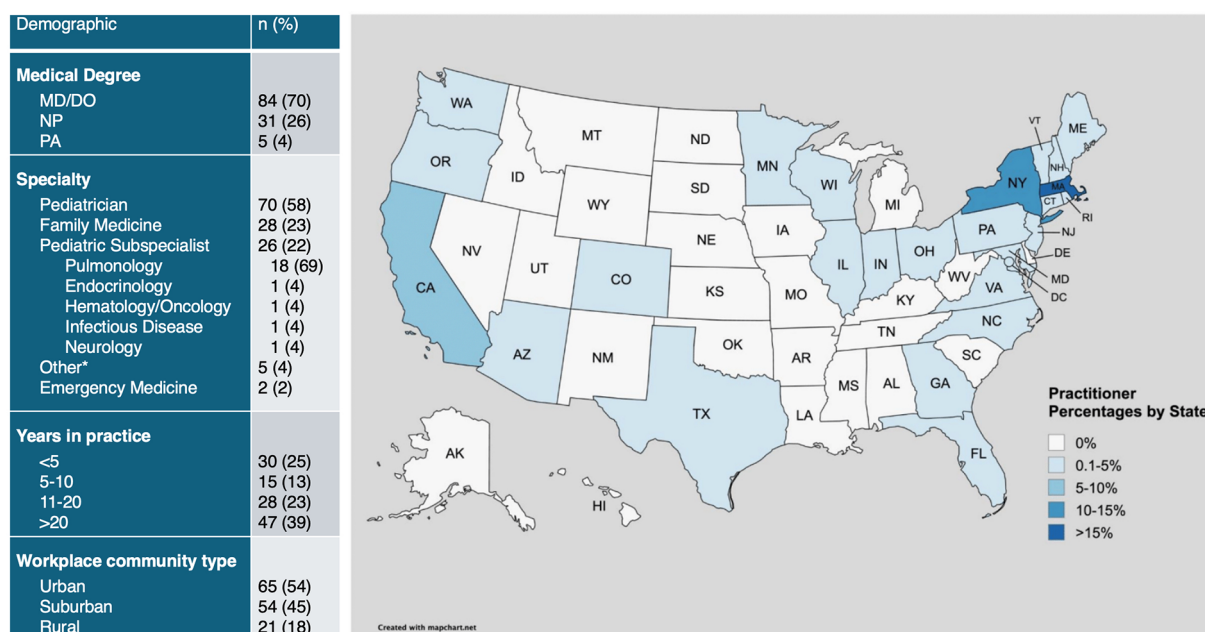 Demographic n (%)
Medical Degree
MD/DO 84 (70)
NP 31 (26)
PA 5 (4)
Specialty
Pediatrician 70 (58)
Family Medicine 28 (23)
Pediatric Subspecialist 26 (22)
Pulmonology 18 (69)
Endocrinology 1 (4)
Hematology/Oncology 1 (4)
Infectious Disease 1 (4)
Neurology 1 (4)
Other* 5 (4)
Emergency Medicine 2 (2)
Years in practice
<5 30 (25)
5-10 15 (13)
11-20 28 (23)
>20 47 (39)
Workplace community type
Urban 65 (54)
Suburban 54 (45)
Rural 21 (18)
WA
MT
ND
MN
VT
ME
OR
ID
SD
WI
NH
NY
MA
WY
MI
CT
RI
NV
NE
IA
PA
NJ
UT
CO
IL
IN
OH
DE
CA
KS
MO
WV
VA
MD
DC
KY
AZ
NM
OK
AR
TN
NC
SC
TX
LA
MS
AL
GA
FL
AK
HI
Practitioner
Percentages by State
0%
0.1-5%
5-10%
10-15%
>15%
Created with mapchart.net